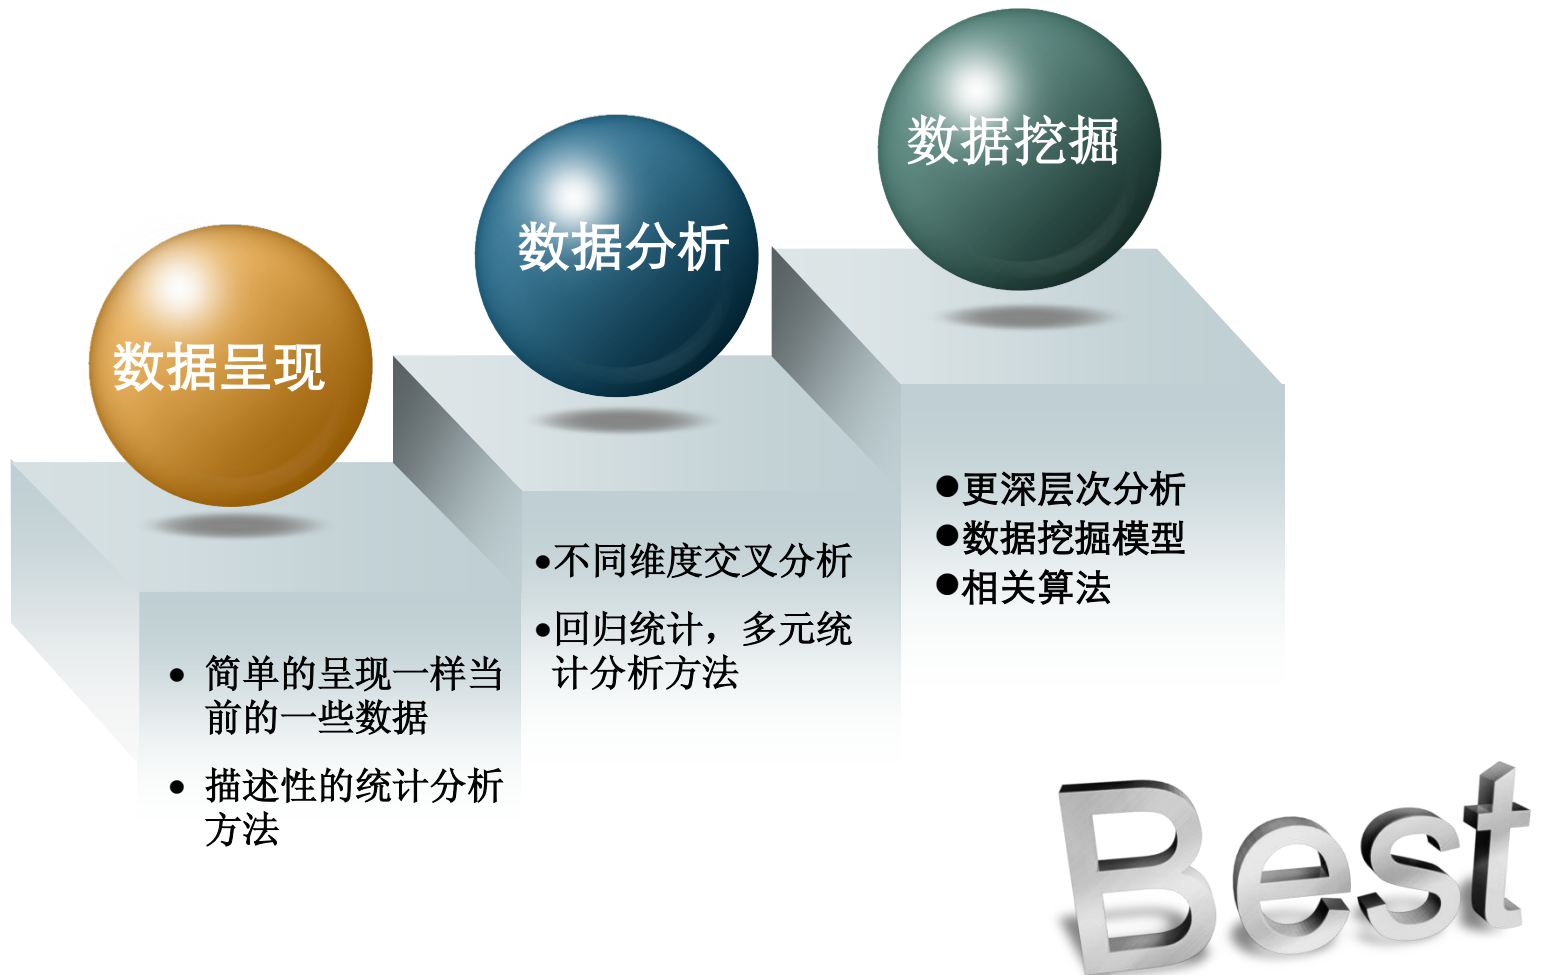 数据呈现
• 简单的呈现一样当
前的一些数据
• 描述性的统计分析
方法
数据分析
•不同维度交叉分析
•回归统计，多元统
计分析方法
数据挖掘
●更深层次分析
●数据挖掘模型
●相关算法
Best